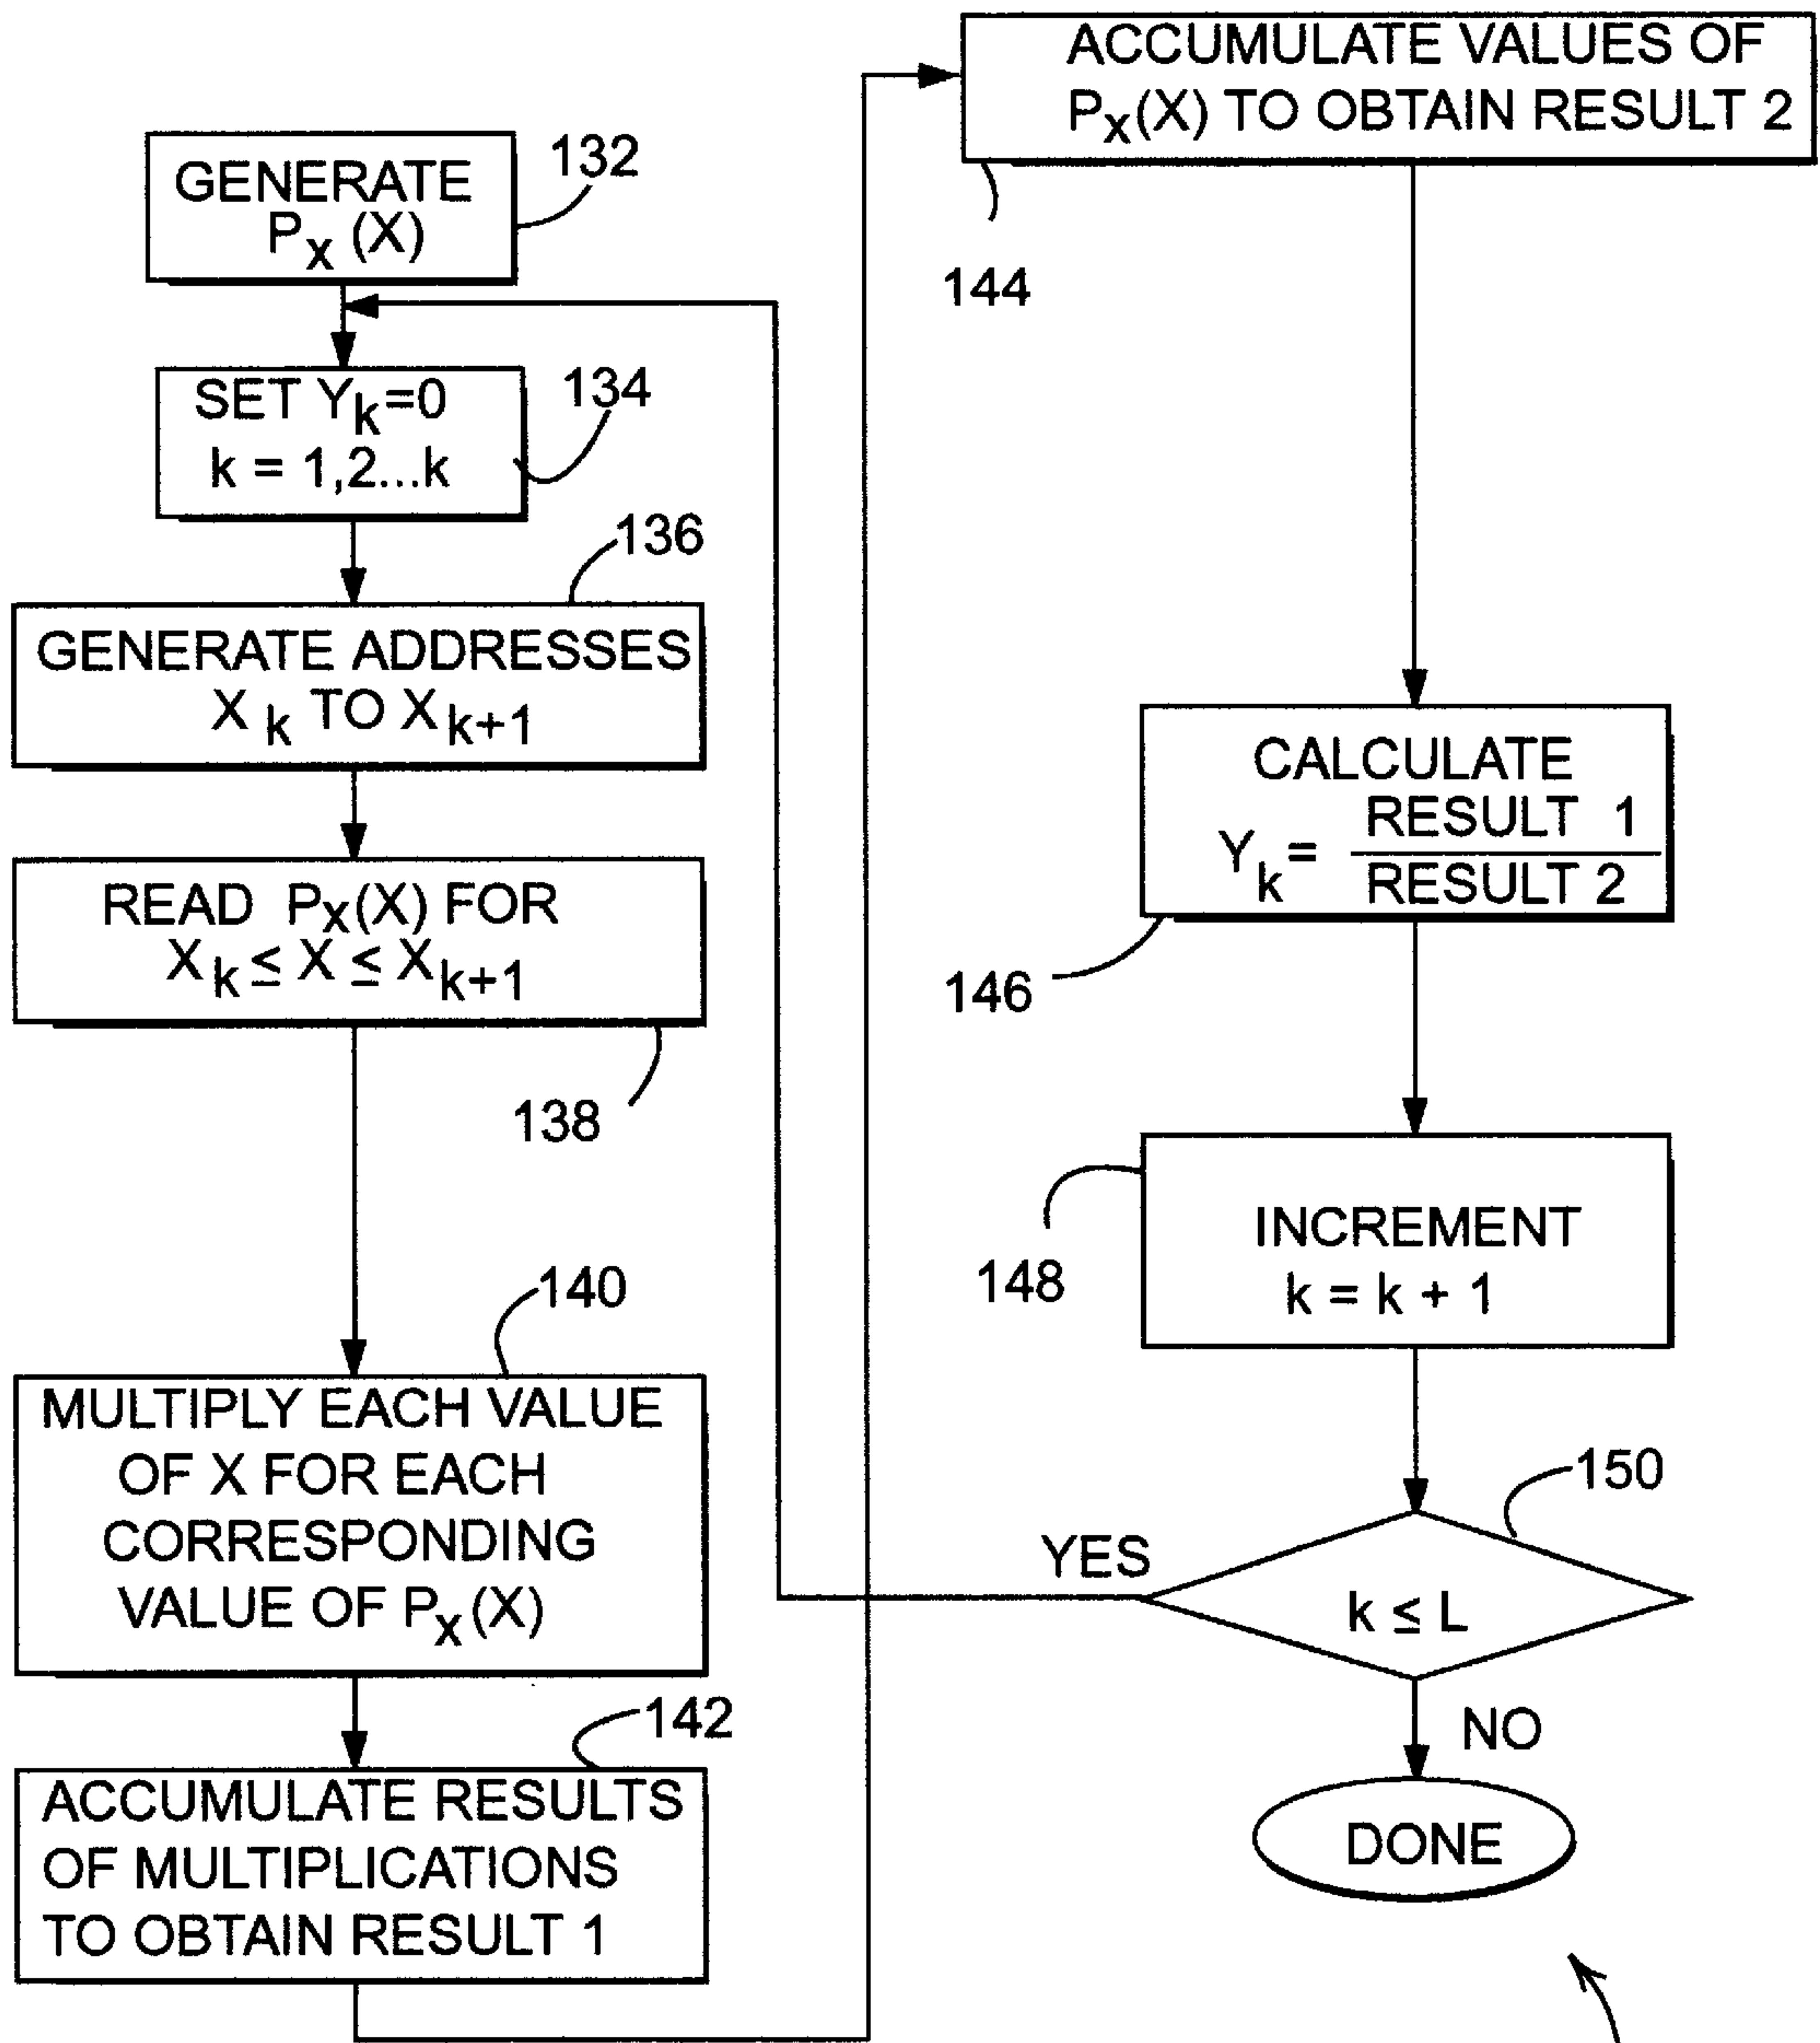 GENERATE
Pₓ (X)
132
SET Yₖ=0
k = 1,2...k
134
136
GENERATE ADDRESSES
Xₖ TO Xₖ₊₁
READ Pₓ(X) FOR
Xₖ ≤ X ≤ Xₖ₊₁
138
140
MULTIPLY EACH VALUE
OF X FOR EACH
CORRESPONDING
VALUE OF Pₓ (X)
142
ACCUMULATE RESULTS
OF MULTIPLICATIONS
TO OBTAIN RESULT 1
ACCUMULATE VALUES OF
Pₓ(X) TO OBTAIN RESULT 2
144
CALCULATE
RESULT 1
Yₖ =
RESULT 2
146
INCREMENT
k = k + 1
148
150
YES
k ≤ L
NO
DONE